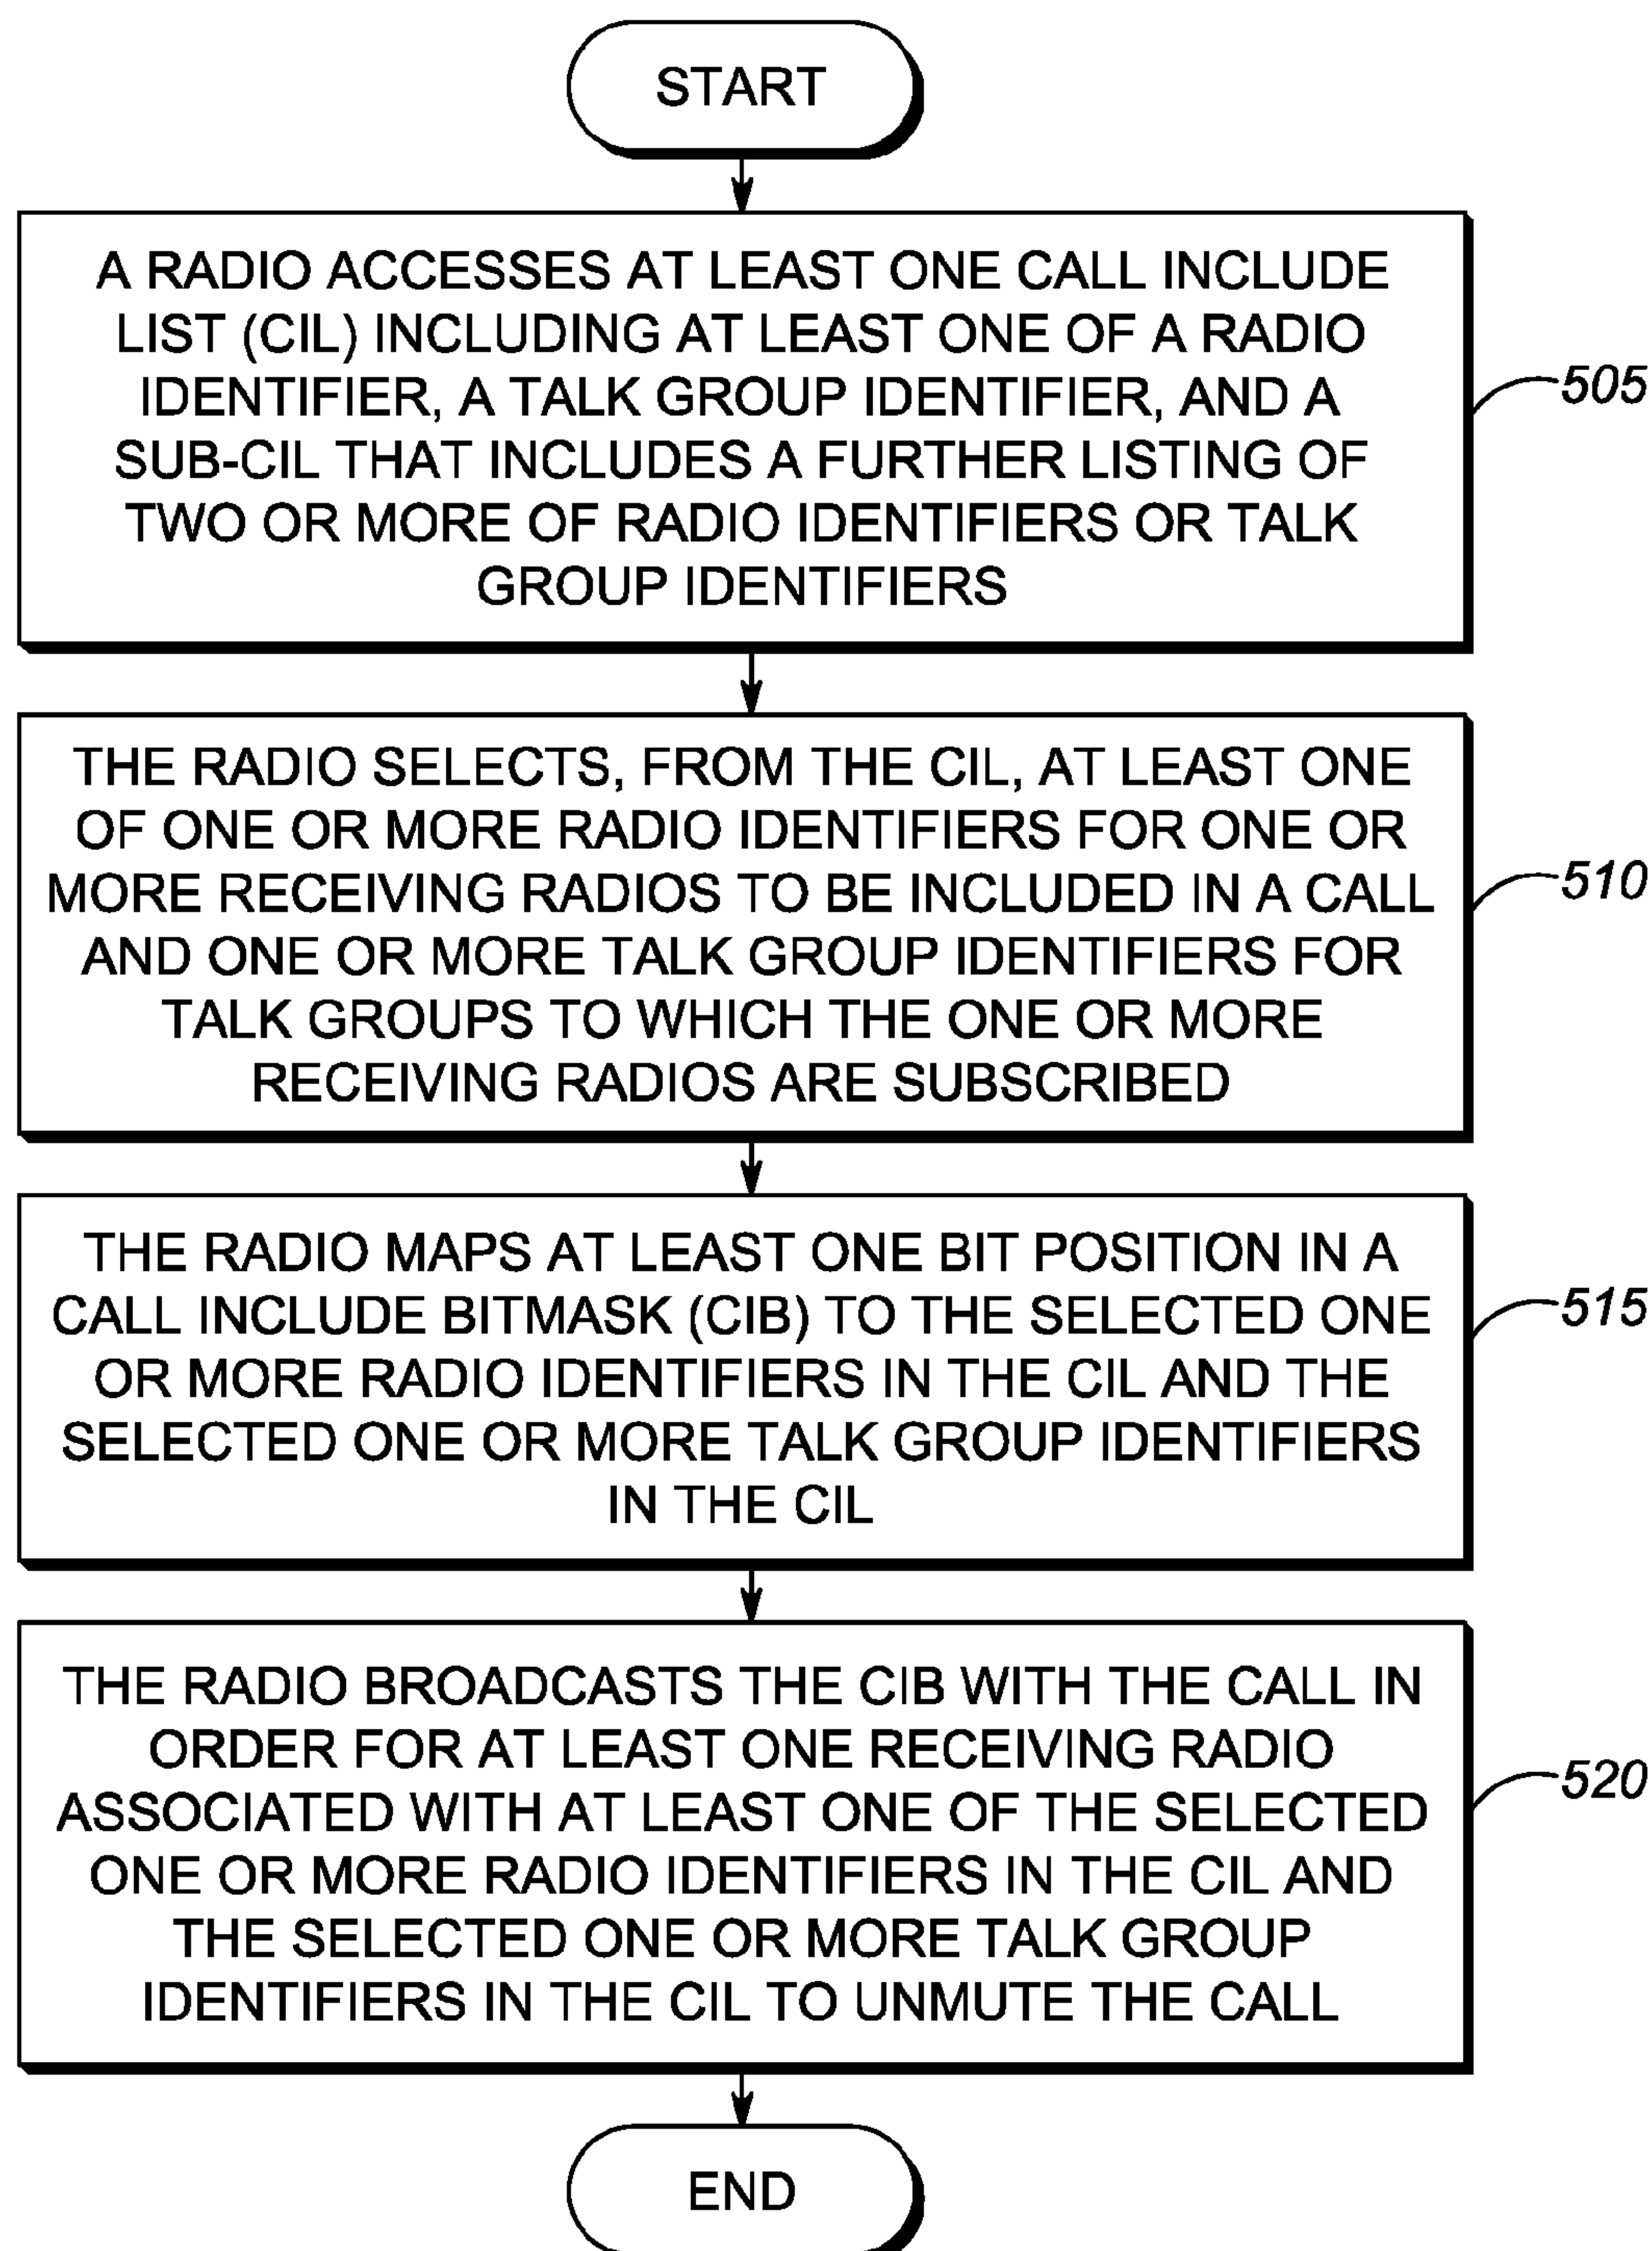 START
A RADIO ACCESSES AT LEAST ONE CALL INCLUDE
LIST (CIL) INCLUDING AT LEAST ONE OF A RADIO
IDENTIFIER, A TALK GROUP IDENTIFIER, AND A
SUB-CIL THAT INCLUDES A FURTHER LISTING OF
TWO OR MORE OF RADIO IDENTIFIERS OR TALK
GROUP IDENTIFIERS
505
THE RADIO SELECTS, FROM THE CIL, AT LEAST ONE
OF ONE OR MORE RADIO IDENTIFIERS FOR ONE OR
MORE RECEIVING RADIOS TO BE INCLUDED IN A CALL
AND ONE OR MORE TALK GROUP IDENTIFIERS FOR
TALK GROUPS TO WHICH THE ONE OR MORE
RECEIVING RADIOS ARE SUBSCRIBED
510
THE RADIO MAPS AT LEAST ONE BIT POSITION IN A
CALL INCLUDE BITMASK (CIB) TO THE SELECTED ONE
OR MORE RADIO IDENTIFIERS IN THE CIL AND THE
SELECTED ONE OR MORE TALK GROUP IDENTIFIERS
IN THE CIL
515
THE RADIO BROADCASTS THE CIB WITH THE CALL IN
ORDER FOR AT LEAST ONE RECEIVING RADIO
ASSOCIATED WITH AT LEAST ONE OF THE SELECTED
ONE OR MORE RADIO IDENTIFIERS IN THE CIL AND
THE SELECTED ONE OR MORE TALK GROUP
IDENTIFIERS IN THE CIL TO UNMUTE THE CALL
520
END